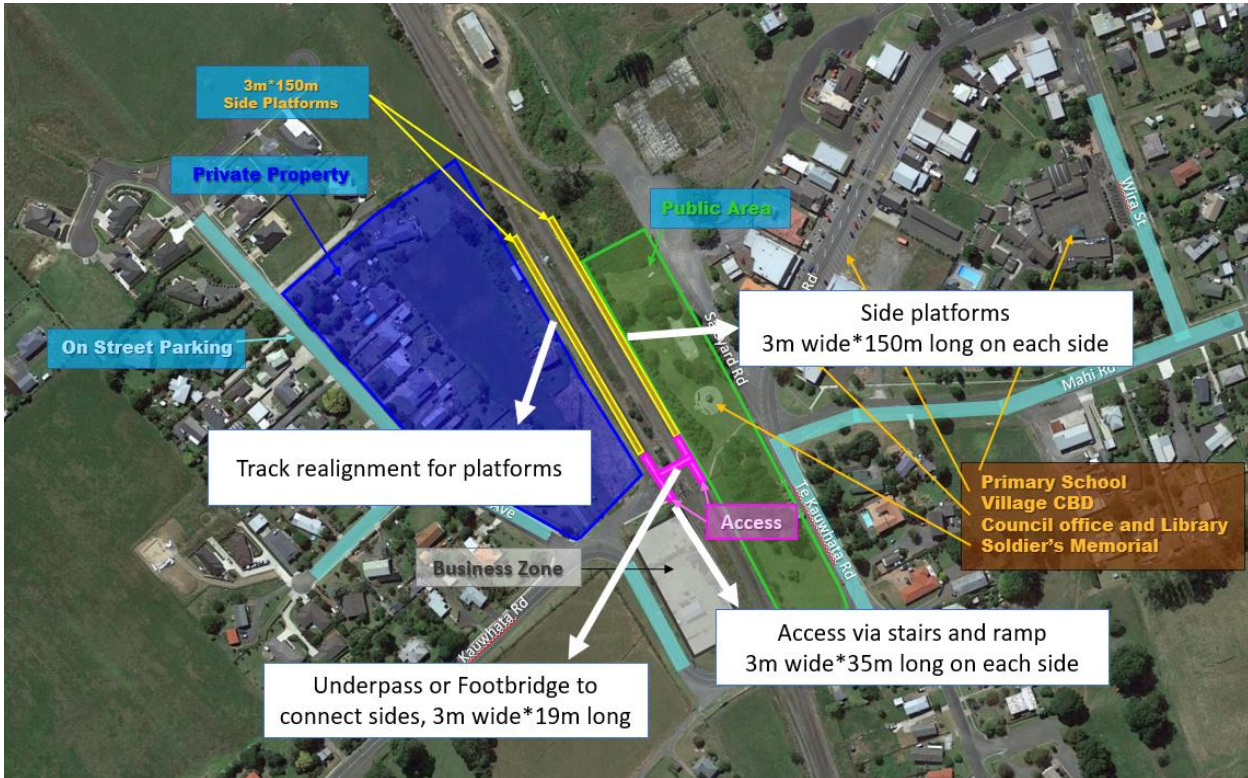 3m*150m
Side Platforms
Private Property
Public Area
Wira St
Rd
Side platforms
3m wide*150m long on each side
On Street Parking
Mahi Rd
Track realignment for platforms
Primary School
Village CBD
Council office and Library
Soldier's Memorial
Te Kauwhata Rd
Ave
Access
Business Zone
Kauwhata Rd
Access via stairs and ramp
3m wide*35m long on each side
Underpass or Footbridge to
connect sides, 3m wide*19m long